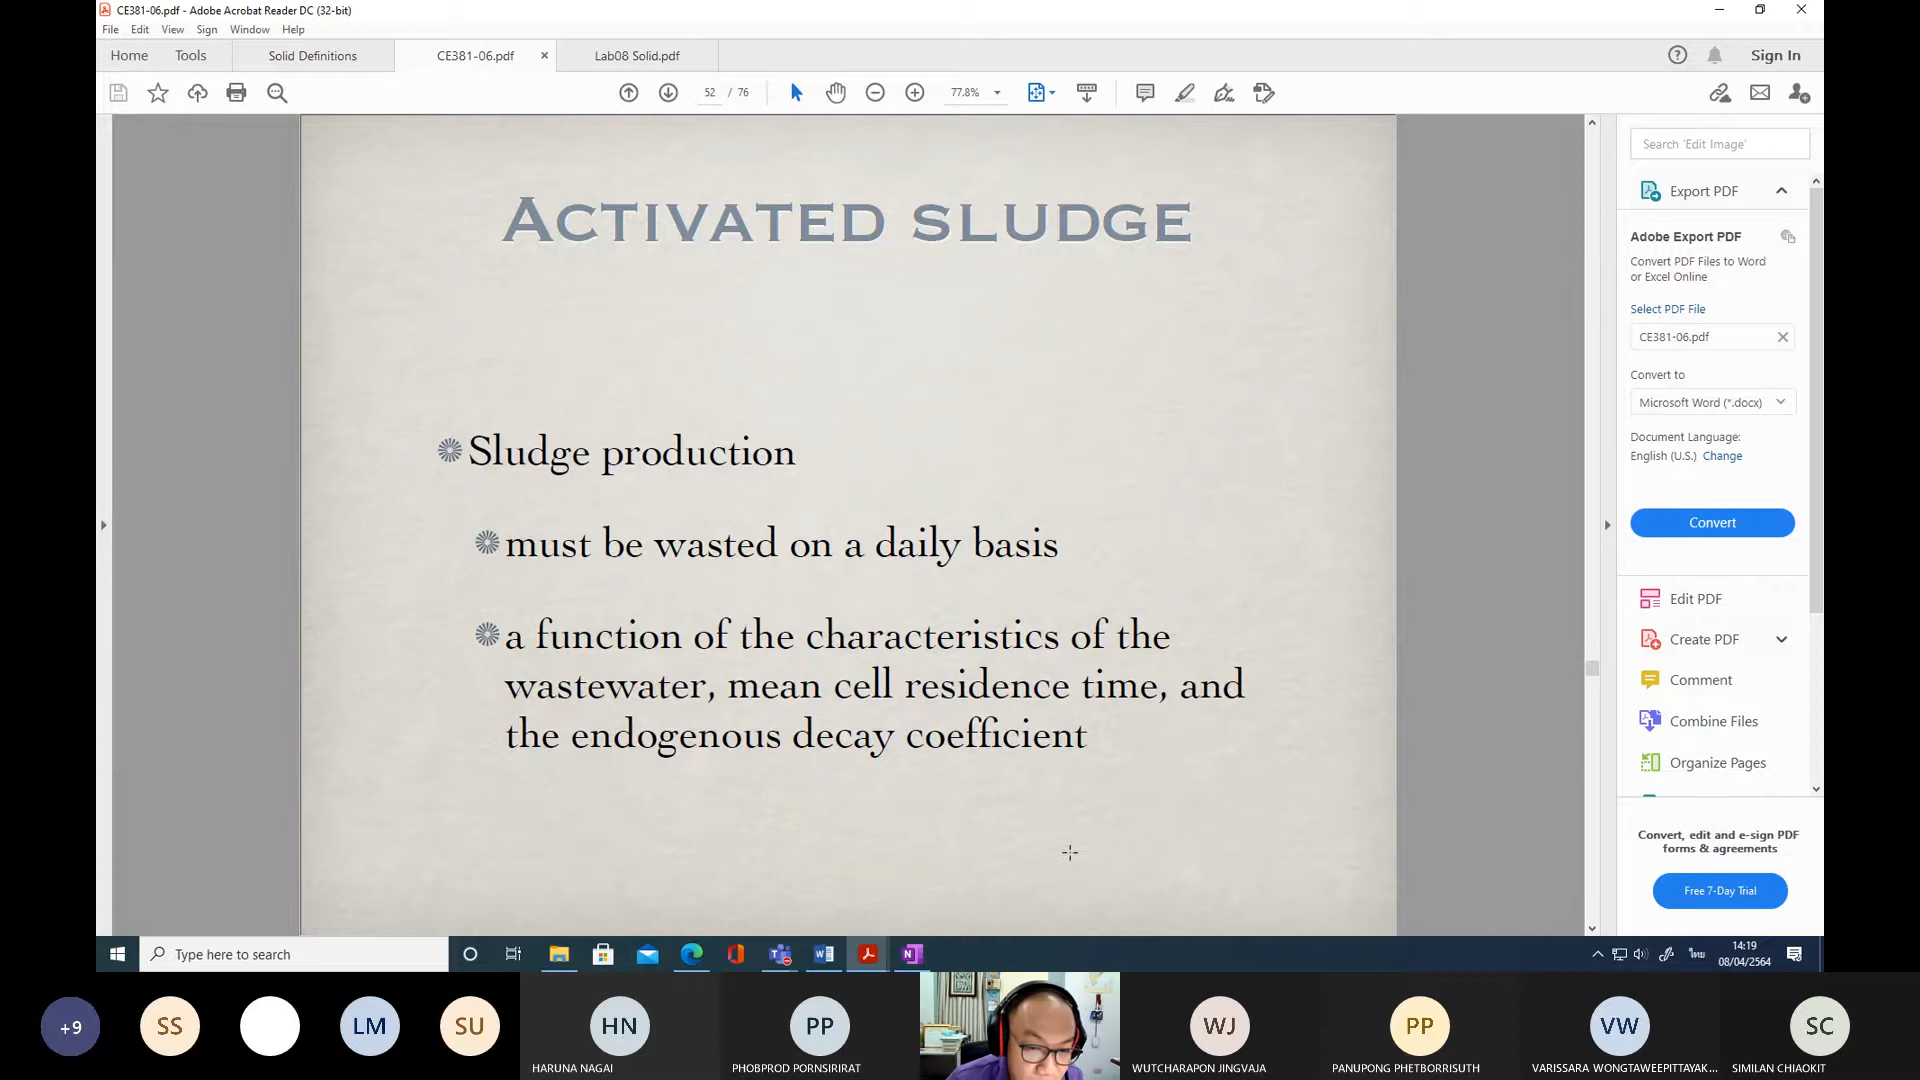 CE381-06.pdf - Adobe Acrobat Reader DC (32-bit)
File Edit View Sign Window Help
Home Tools Solid Definitions CE381-06.pdf × Lab08 Solid.pdf Sign In
52 / 76 77.8%
Search 'Edit Image'
Export PDF
Adobe Export PDF
Convert PDF Files to Word
or Excel Online
Select PDF File
CE381-06.pdf
Convert to
Microsoft Word (*.docx)
Document Language:
English (U.S.) Change
Convert
Edit PDF
Create PDF
Comment
Combine Files
Organize Pages
Convert, edit and e-sign PDF
forms & agreements
Free 7-Day Trial
ACTIVATED SLUDGE
Sludge production
must be wasted on a daily basis
a function of the characteristics of the
wastewater, mean cell residence time, and
the endogenous decay coefficient
Type here to search
ไทย
14:19
08/04/2564
+9 SS LM SU HN PP WJ PP VW SC
HARUNA NAGAI PHOBPROD PORNSIRIRAT WUTCHARAPON JINGVAJA PANUPONG PHETBORRISUTH VARISSARA WONGTAWEEPITTAYAK... SIMILAN CHIAOKIT